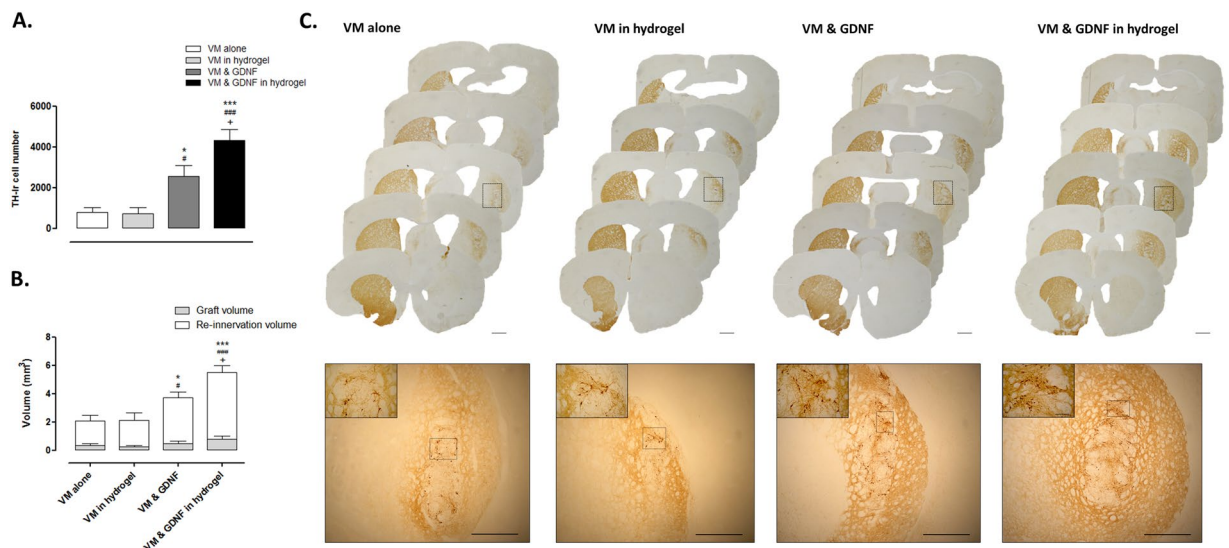 A.
VM alone
VM in hydrogel
VM & GDNF
VM & GDNF in hydrogel
TH-ir cell number
6000
4000
2000
0
*
#
***
###
+
B.
Graft volume
Re-innervation volume
Volume (mm³)
8
6
4
2
0
*
#
***
###
+
VM alone
VM in hydrogel
VM & GDNF
VM & GDNF in hydrogel
C.
VM alone
VM in hydrogel
VM & GDNF
VM & GDNF in hydrogel